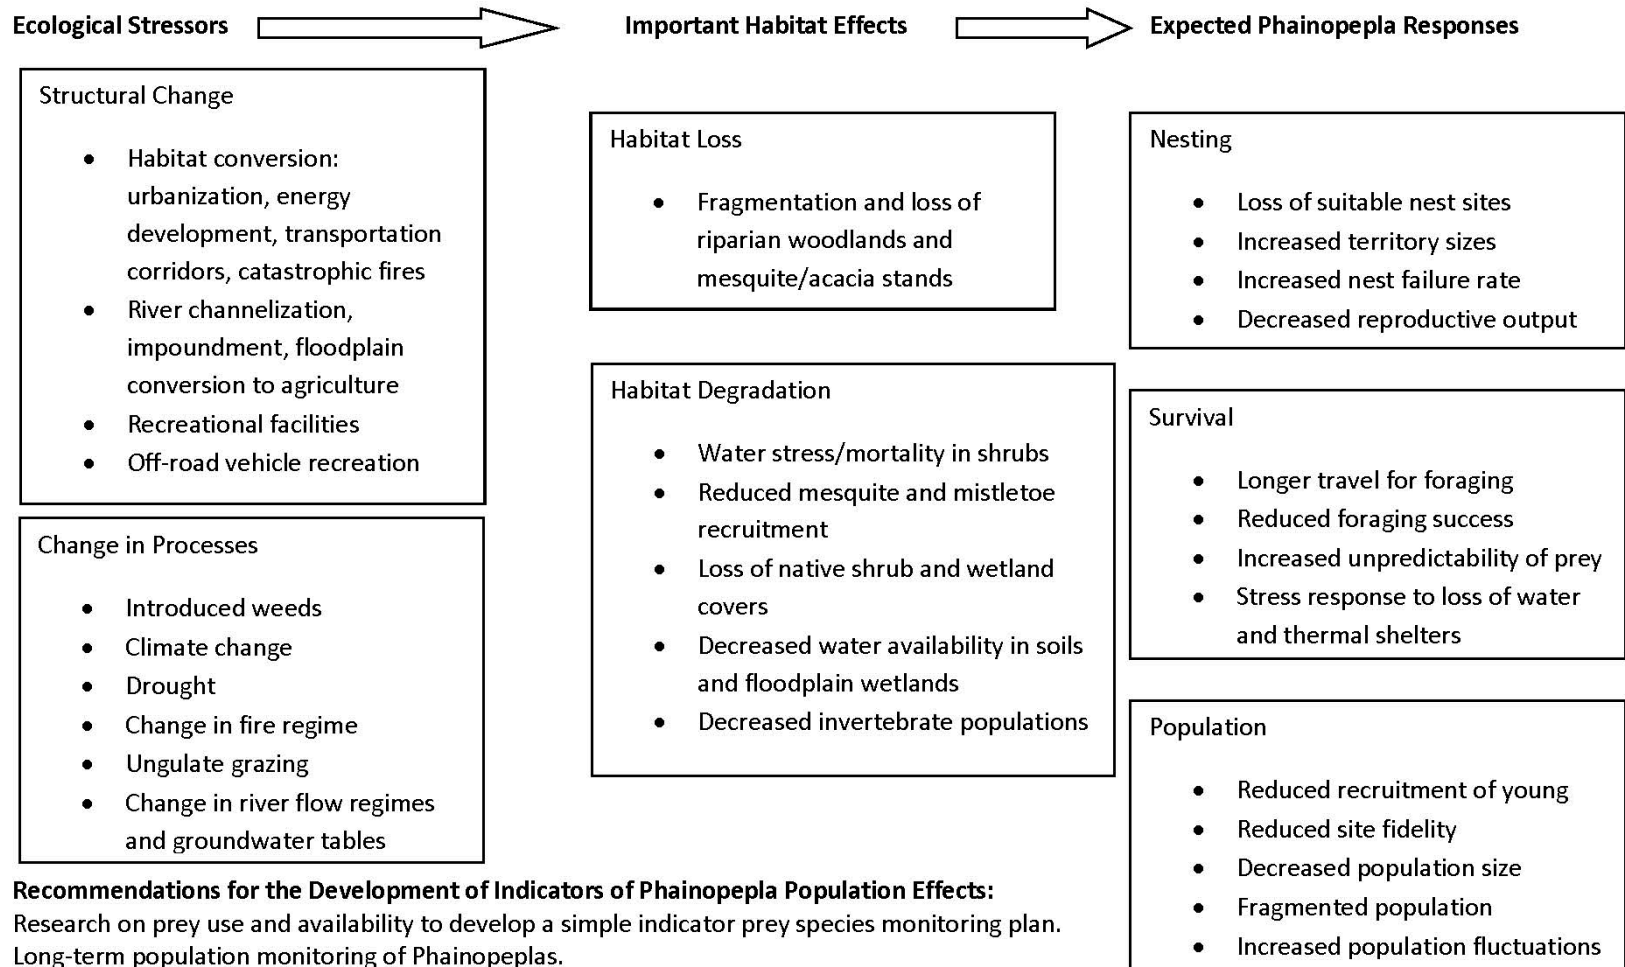 Ecological Stressors
Important Habitat Effects
Expected Phainopepla Responses
Structural Change
• Habitat conversion:
urbanization, energy
development, transportation
corridors, catastrophic fires
• River channelization,
impoundment, floodplain
conversion to agriculture
• Recreational facilities
• Off-road vehicle recreation
Change in Processes
• Introduced weeds
• Climate change
• Drought
• Change in fire regime
• Ungulate grazing
• Change in river flow regimes
and groundwater tables
Habitat Loss
• Fragmentation and loss of
riparian woodlands and
mesquite/acacia stands
Habitat Degradation
• Water stress/mortality in shrubs
• Reduced mesquite and mistletoe
recruitment
• Loss of native shrub and wetland
covers
• Decreased water availability in soils
and floodplain wetlands
• Decreased invertebrate populations
Nesting
• Loss of suitable nest sites
• Increased territory sizes
• Increased nest failure rate
• Decreased reproductive output
Survival
• Longer travel for foraging
• Reduced foraging success
• Increased unpredictability of prey
• Stress response to loss of water
and thermal shelters
Population
• Reduced recruitment of young
• Reduced site fidelity
• Decreased population size
• Fragmented population
• Increased population fluctuations
Recommendations for the Development of Indicators of Phainopepla Population Effects:
Research on prey use and availability to develop a simple indicator prey species monitoring plan.
Long-term population monitoring of Phainopeplas.